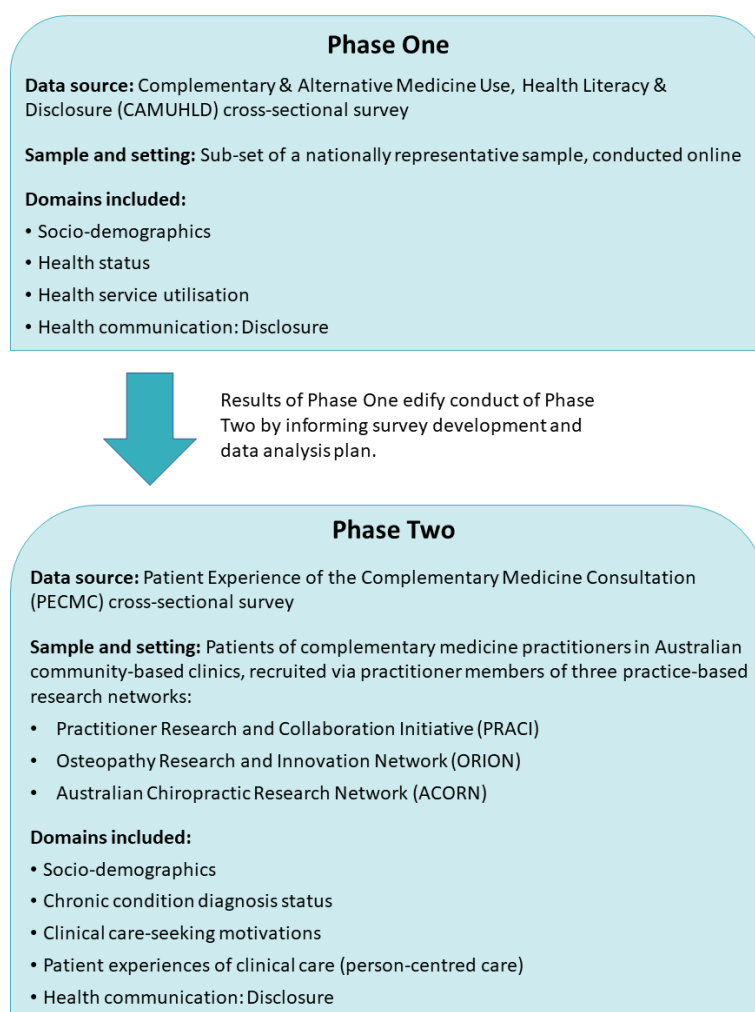 Phase One
Data source: Complementary & Alternative Medicine Use, Health Literacy &
Disclosure (CAMUHLD) cross-sectional survey
Sample and setting: Sub-set of a nationally representative sample, conducted online
Domains included:
• Socio-demographics
• Health status
• Health service utilisation
• Health communication: Disclosure
Results of Phase One edify conduct of Phase
Two by informing survey development and
data analysis plan.
Phase Two
Data source: Patient Experience of the Complementary Medicine Consultation
(PECMC) cross-sectional survey
Sample and setting: Patients of complementary medicine practitioners in Australian
community-based clinics, recruited via practitioner members of three practice-based
research networks:
• Practitioner Research and Collaboration Initiative (PRACI)
• Osteopathy Research and Innovation Network (ORION)
• Australian Chiropractic Research Network (ACORN)
Domains included:
• Socio-demographics
• Chronic condition diagnosis status
• Clinical care-seeking motivations
• Patient experiences of clinical care (person-centred care)
• Health communication: Disclosure